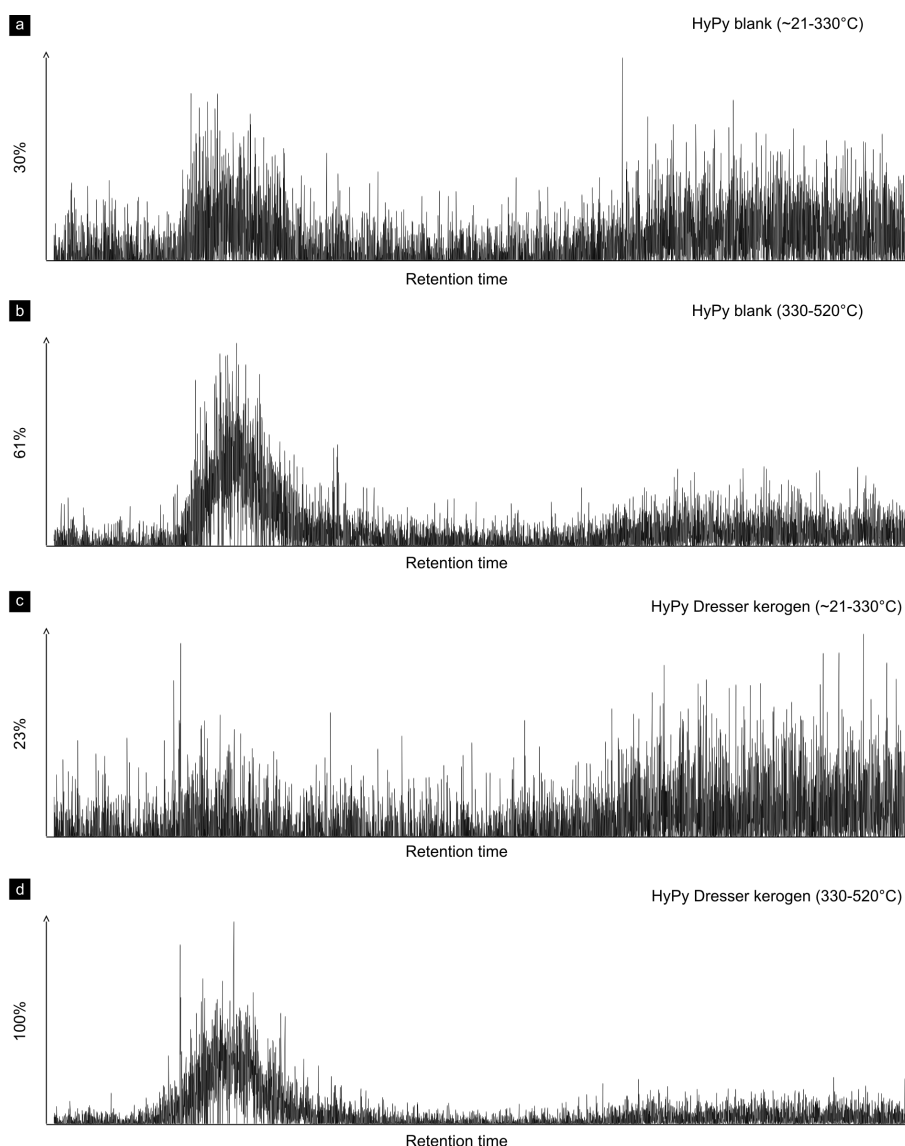 a
HyPy blank (~21-330°C)
30%
Retention time
b
HyPy blank (330-520°C)
61%
Retention time
c
HyPy Dresser kerogen (~21-330°C)
23%
Retention time
d
HyPy Dresser kerogen (330-520°C)
100%
Retention time